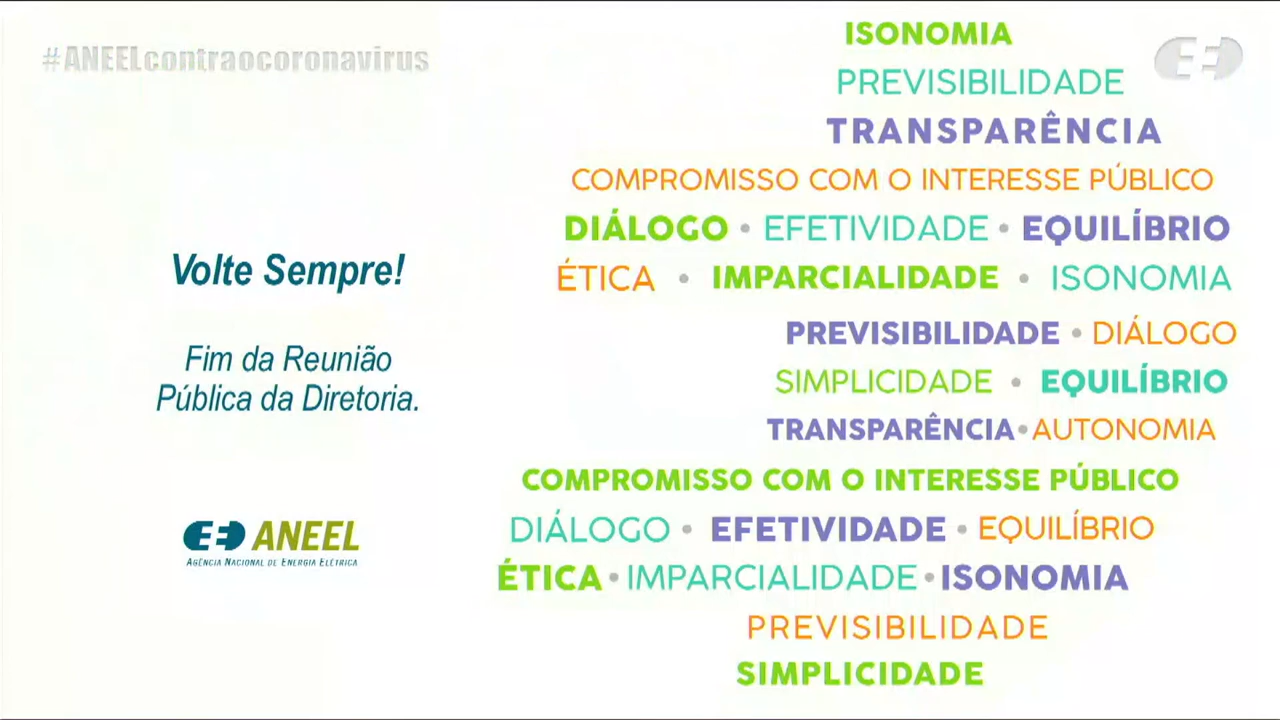 #ANEELcontraocoronavirus
Volte Sempre!
Fim da Reunião
Pública da Diretoria.
ANEEL
AGÊNCIA NACIONAL DE ENERGIA ELÉTRICA
ISONOMIA
PREVISIBILIDADE
TRANSPARÊNCIA
COMPROMISSO COM O INTERESSE PÚBLICO
DIÁLOGO • EFETIVIDADE • EQUILÍBRIO
ÉTICA • IMPARCIALIDADE • ISONOMIA
PREVISIBILIDADE • DIÁLOGO
SIMPLICIDADE • EQUILÍBRIO
TRANSPARÊNCIA • AUTONOMIA
COMPROMISSO COM O INTERESSE PÚBLICO
DIÁLOGO • EFETIVIDADE • EQUILÍBRIO
ÉTICA • IMPARCIALIDADE • ISONOMIA
PREVISIBILIDADE
SIMPLICIDADE